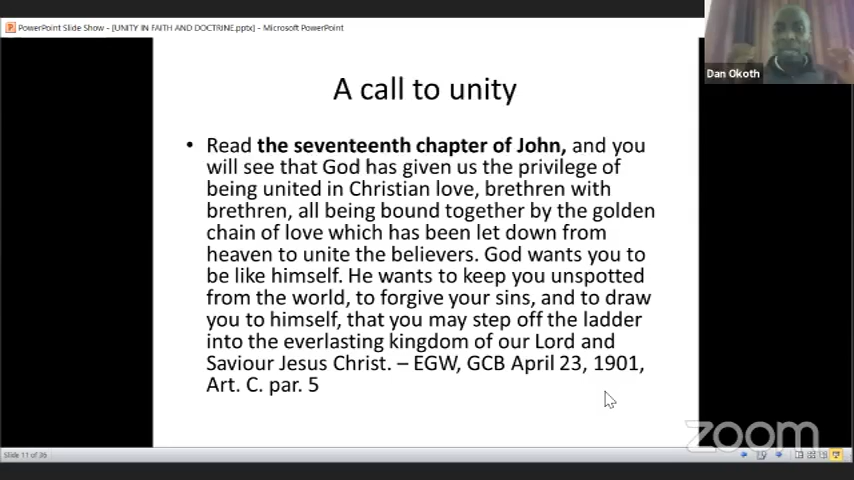 PowerPoint Slide Show - [UNITY IN FAITH AND DOCTRINE.pptx] - Microsoft PowerPoint
Dan Okoth
A call to unity
• Read the seventeenth chapter of John, and you
will see that God has given us the privilege of
being united in Christian love, brethren with
brethren, all being bound together by the golden
chain of love which has been let down from
heaven to unite the believers. God wants you to
be like himself. He wants to keep you unspotted
from the world, to forgive your sins, and to draw
you to himself, that you may step off the ladder
into the everlasting kingdom of our Lord and
Saviour Jesus Christ. – EGW, GCB April 23, 1901,
Art. C. par. 5
zoom
Slide 11 of 36